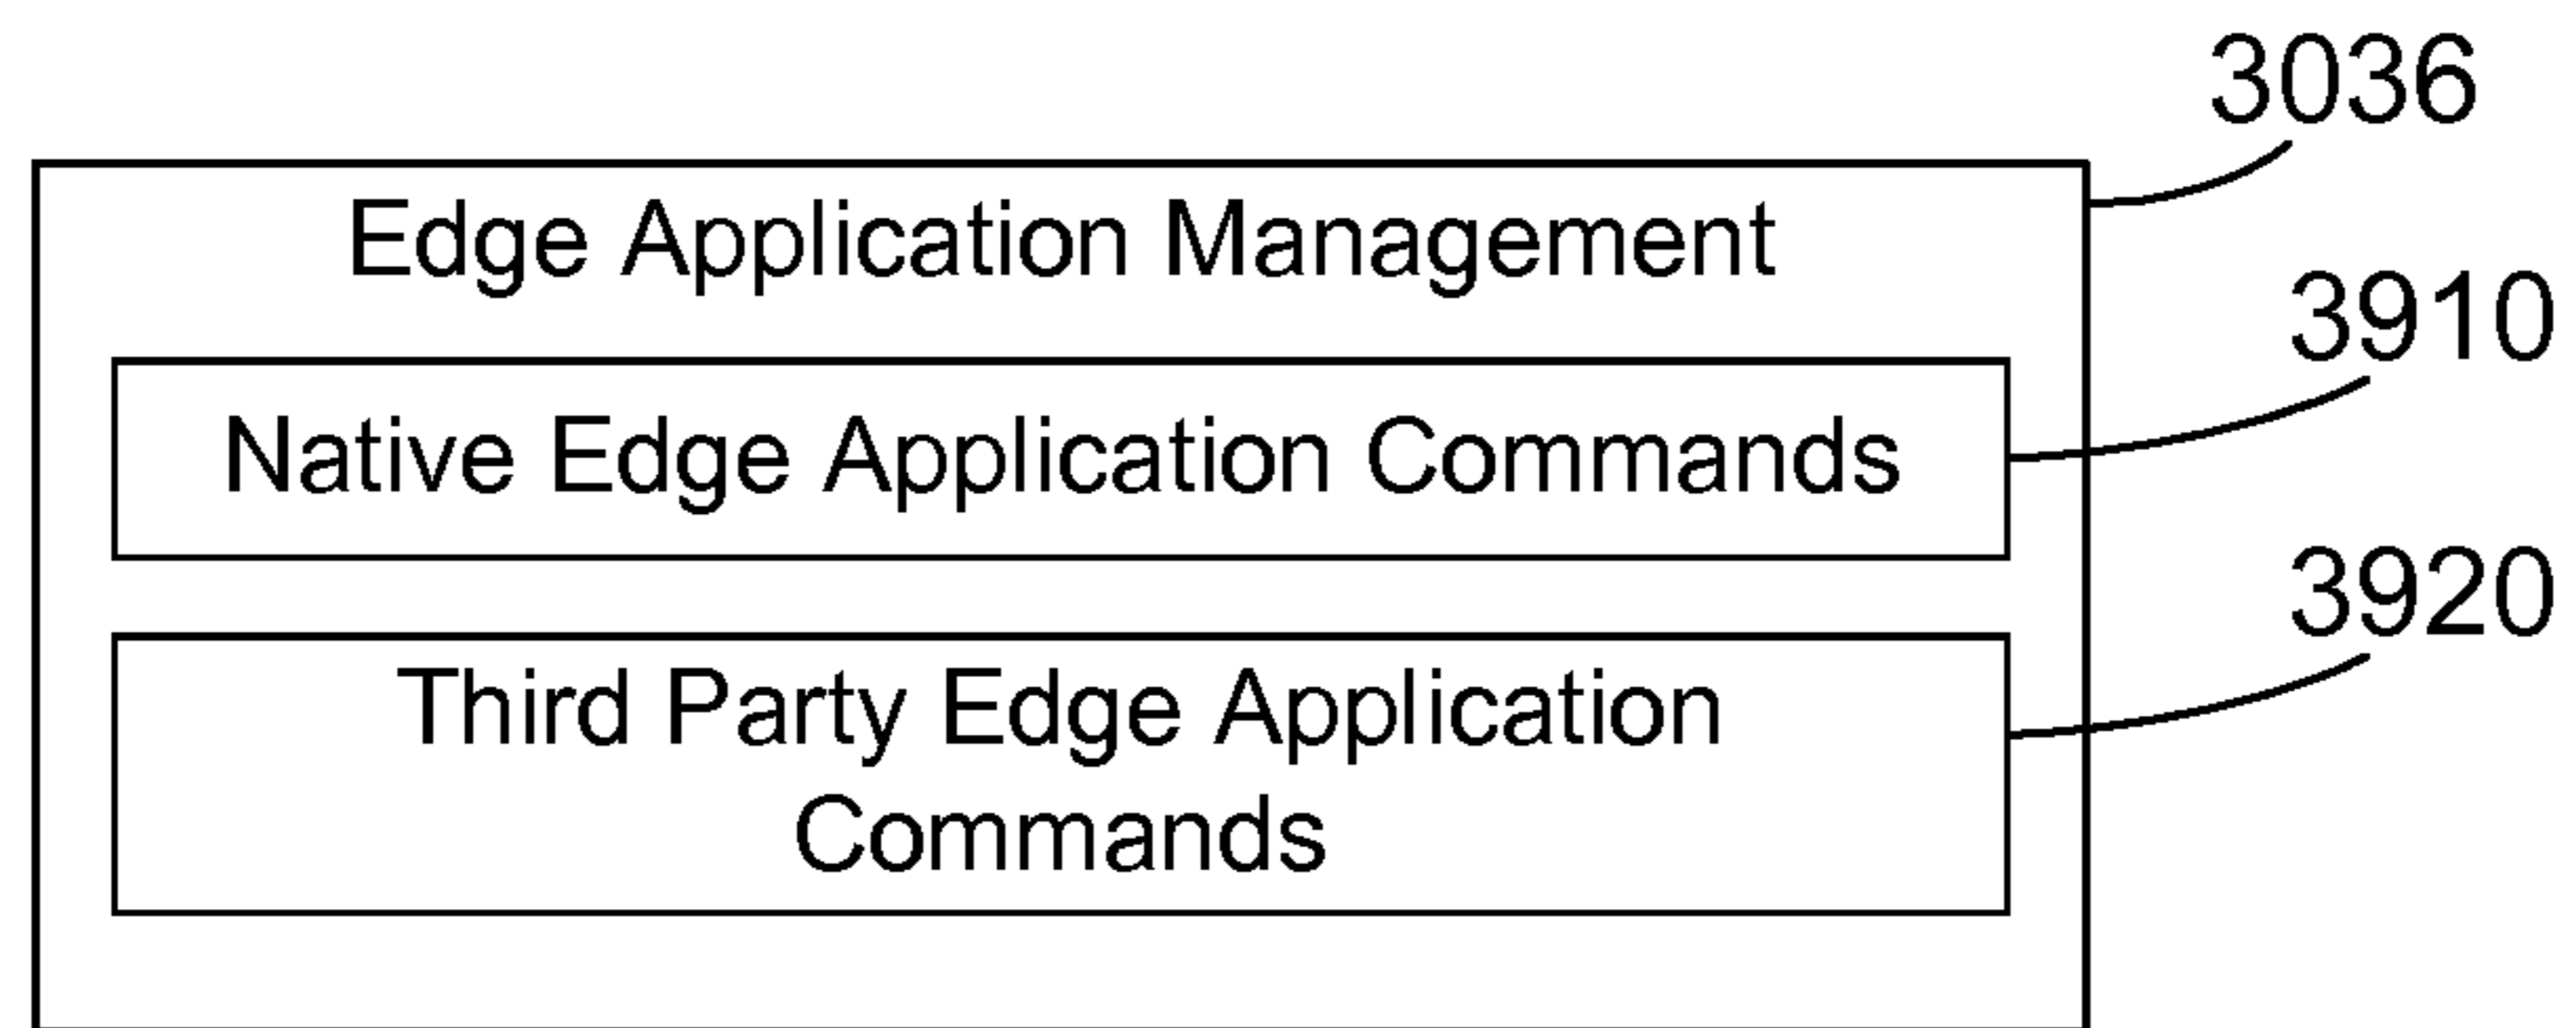 3036
Edge Application Management
3910
Native Edge Application Commands
3920
Third Party Edge Application
Commands